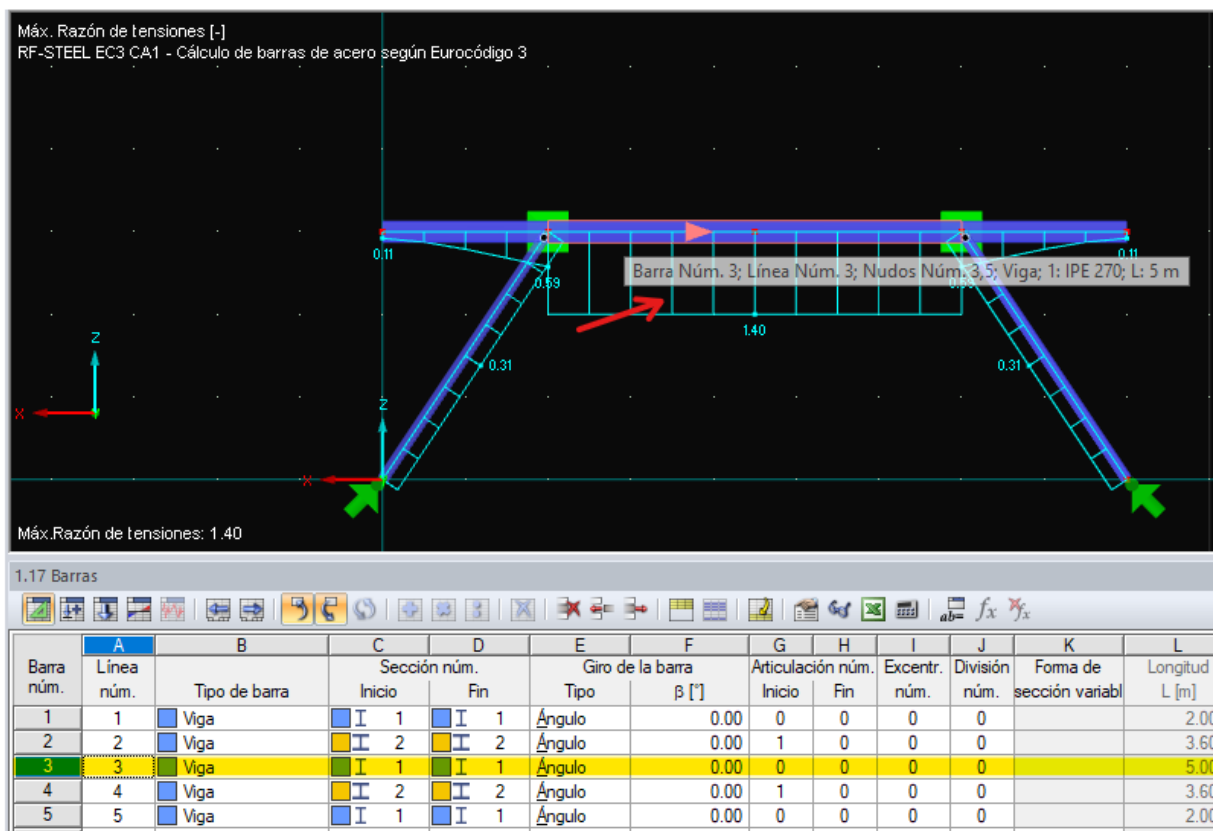 Máx. Razón de tensiones [-]
RF-STEEL EC3 CA1 - Cálculo de barras de acero según Eurocódigo 3
0.11
0.11
Barra Núm. 3; Línea Núm. 3; Nudos Núm. 3,5; Viga; 1: IPE 270; L: 5 m
0.59
0.59
1.40
Z
0.31
0.31
X
Z
X
Máx.Razón de tensiones: 1.40
1.17 Barras
A B C D E F G H I J K L
Barra Línea Sección núm. Giro de la barra Articulación núm. Excentr. División Forma de Longitud
núm. núm. Tipo de barra Inicio Fin Tipo β [°] Inicio Fin núm. núm. sección variabl L [m]
1 1 Viga 1 1 Ángulo 0.00 0 0 0 0 2.00
2 2 Viga 2 2 Ángulo 0.00 1 0 0 0 3.60
3 3 Viga 1 1 Ángulo 0.00 0 0 0 0 5.00
4 4 Viga 2 2 Ángulo 0.00 1 0 0 0 3.60
5 5 Viga 1 1 Ángulo 0.00 0 0 0 0 2.00